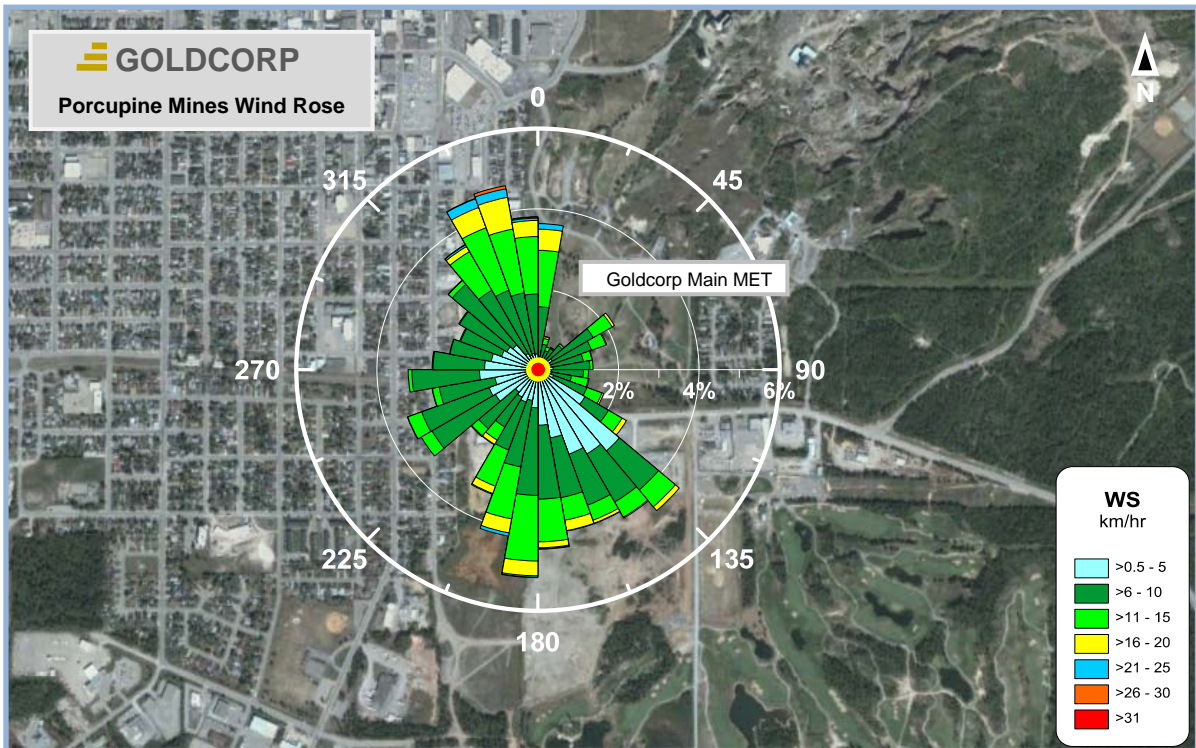 GOLDCORP
Porcupine Mines Wind Rose
N
0
315
45
Goldcorp Main MET
270
90
2%
4%
6%
225
135
180
WS
km/hr
>0.5 - 5
>6 - 10
>11 - 15
>16 - 20
>21 - 25
>26 - 30
>31